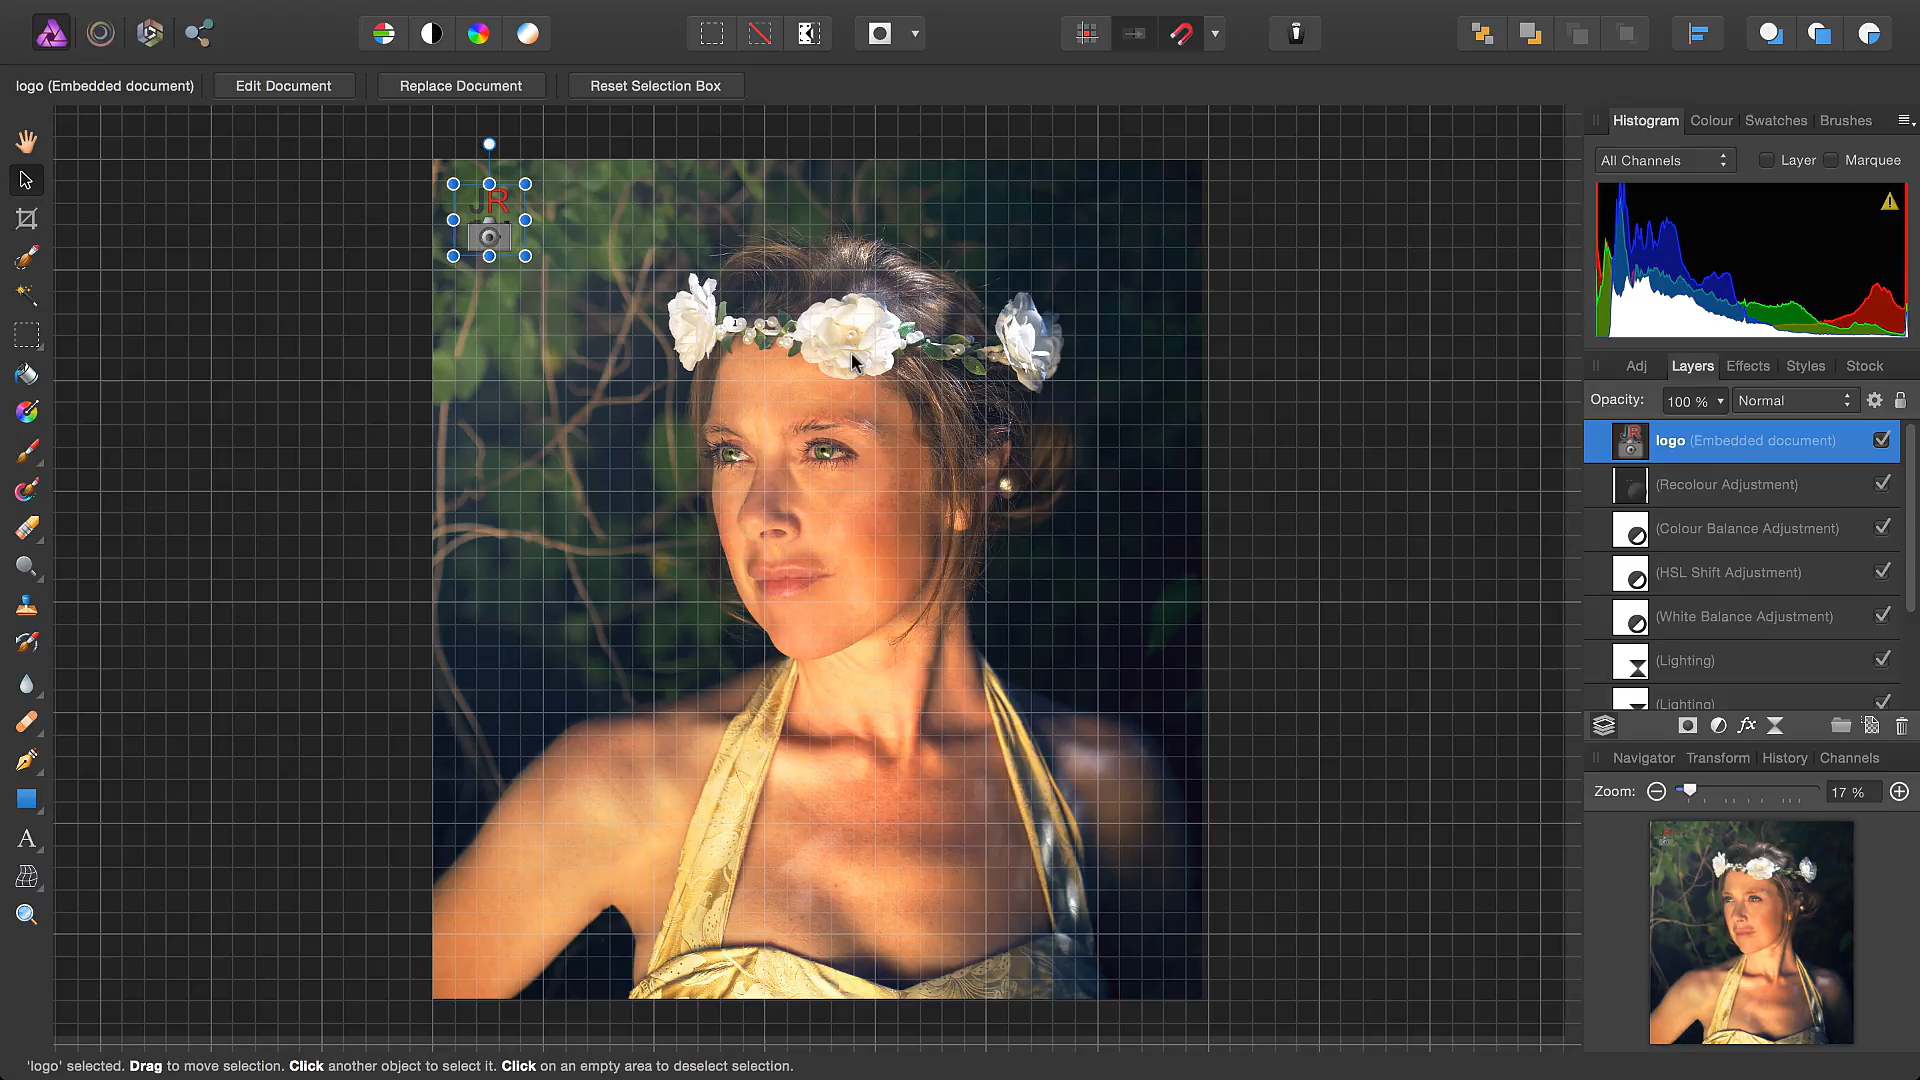 logo (Embedded document)
Edit Document
Replace Document
Reset Selection Box
JR
Histogram
Colour
Swatches
Brushes
All Channels
Layer
Marquee
Adj
Layers
Effects
Styles
Stock
Opacity:
100 %
Normal
logo (Embedded document)
(Recolour Adjustment)
(Colour Balance Adjustment)
(HSL Shift Adjustment)
(White Balance Adjustment)
(Lighting)
(Lighting)
fx
Navigator
Transform
History
Channels
Zoom:
17 %
'logo' selected. Drag to move selection. Click another object to select it. Click on an empty area to deselect selection.